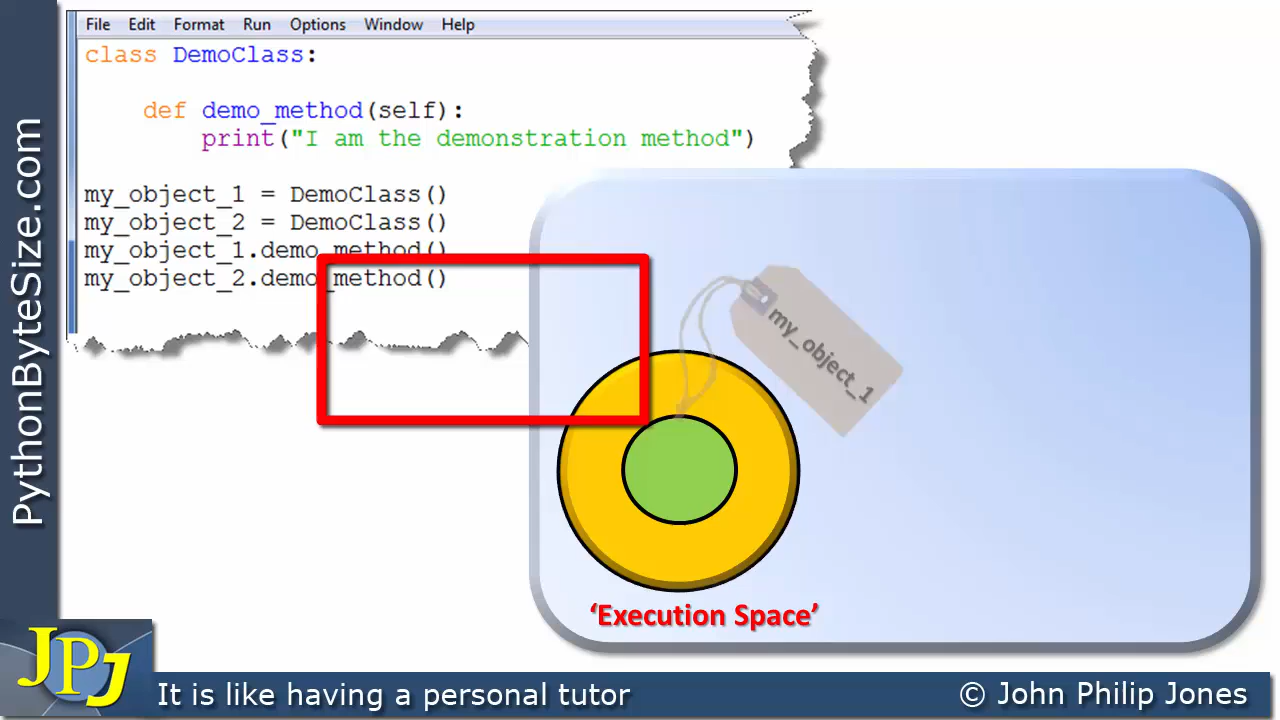 File Edit Format Run Options Window Help
class DemoClass:
def demo_method(self):
print("I am the demonstration method")
my_object_1 = DemoClass()
my_object_2 = DemoClass()
my_object_1.demo_method()
my_object_2.demo_method()
my_object_1
‘Execution Space’
PythonByteSize.com
JPJ
It is like having a personal tutor
© John Philip Jones